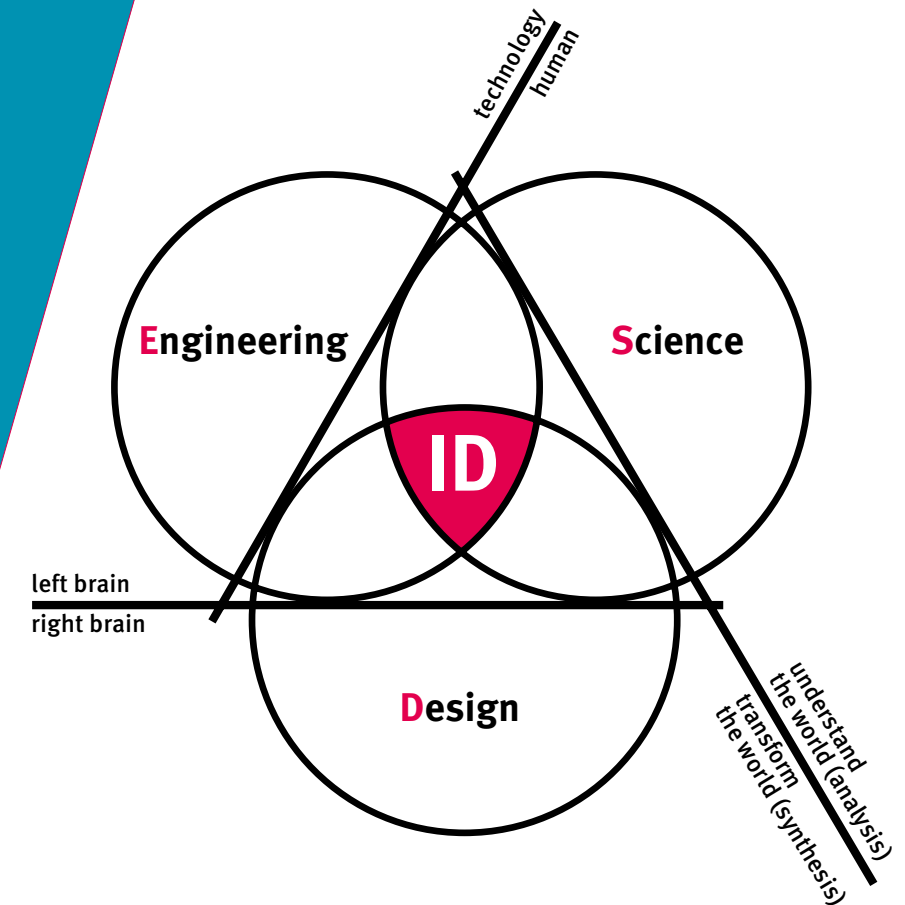 technology
human
Engineering
Science
ID
left brain
right brain
Design
understand
the world (analysis)
transform
the world (synthesis)